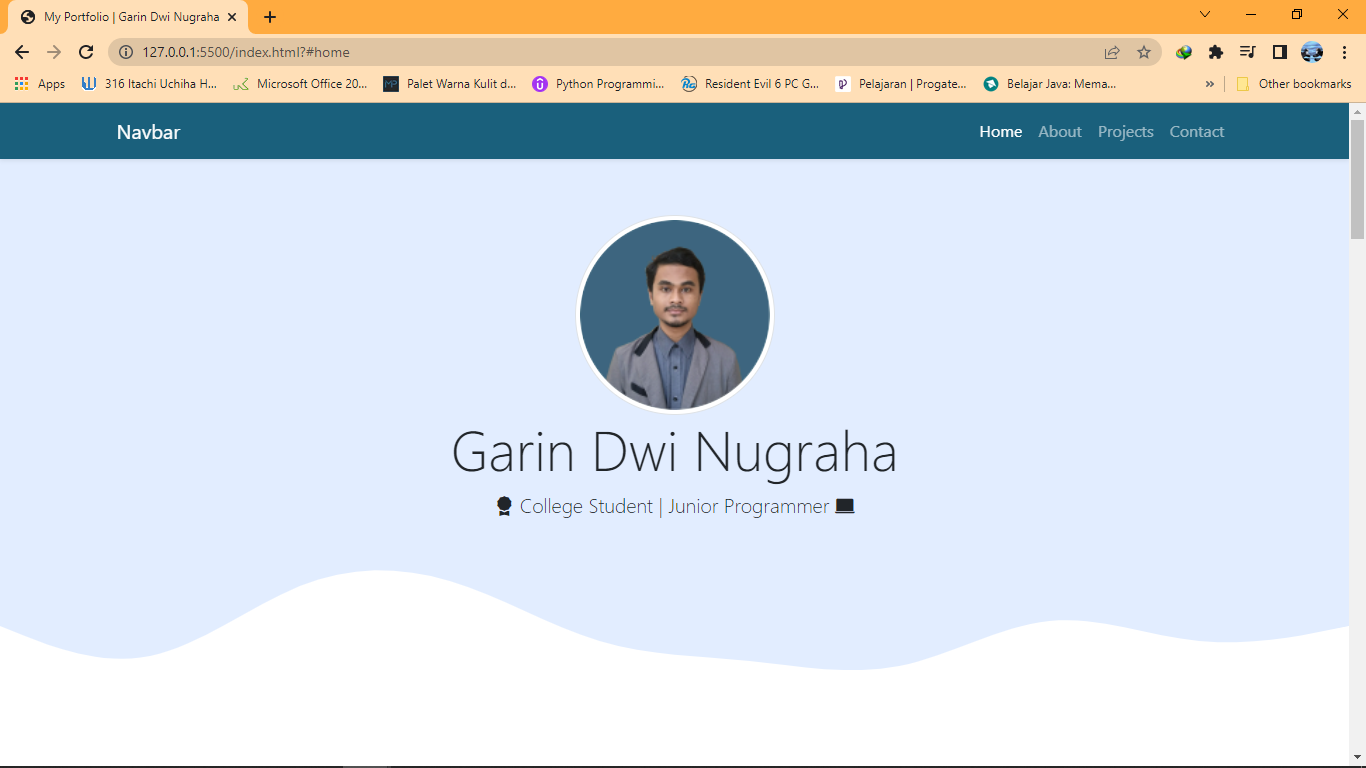 My Portfolio | Garin Dwi Nugraha
127.0.0.1:5500/index.html?#home
Apps 316 Itachi Uchiha H... Microsoft Office 20... MP Palet Warna Kulit d... Python Programmi... RG Resident Evil 6 PC G... Pelajaran | Progate... Belajar Java: Mema... » Other bookmarks
Navbar Home About Projects Contact
Garin Dwi Nugraha
College Student | Junior Programmer